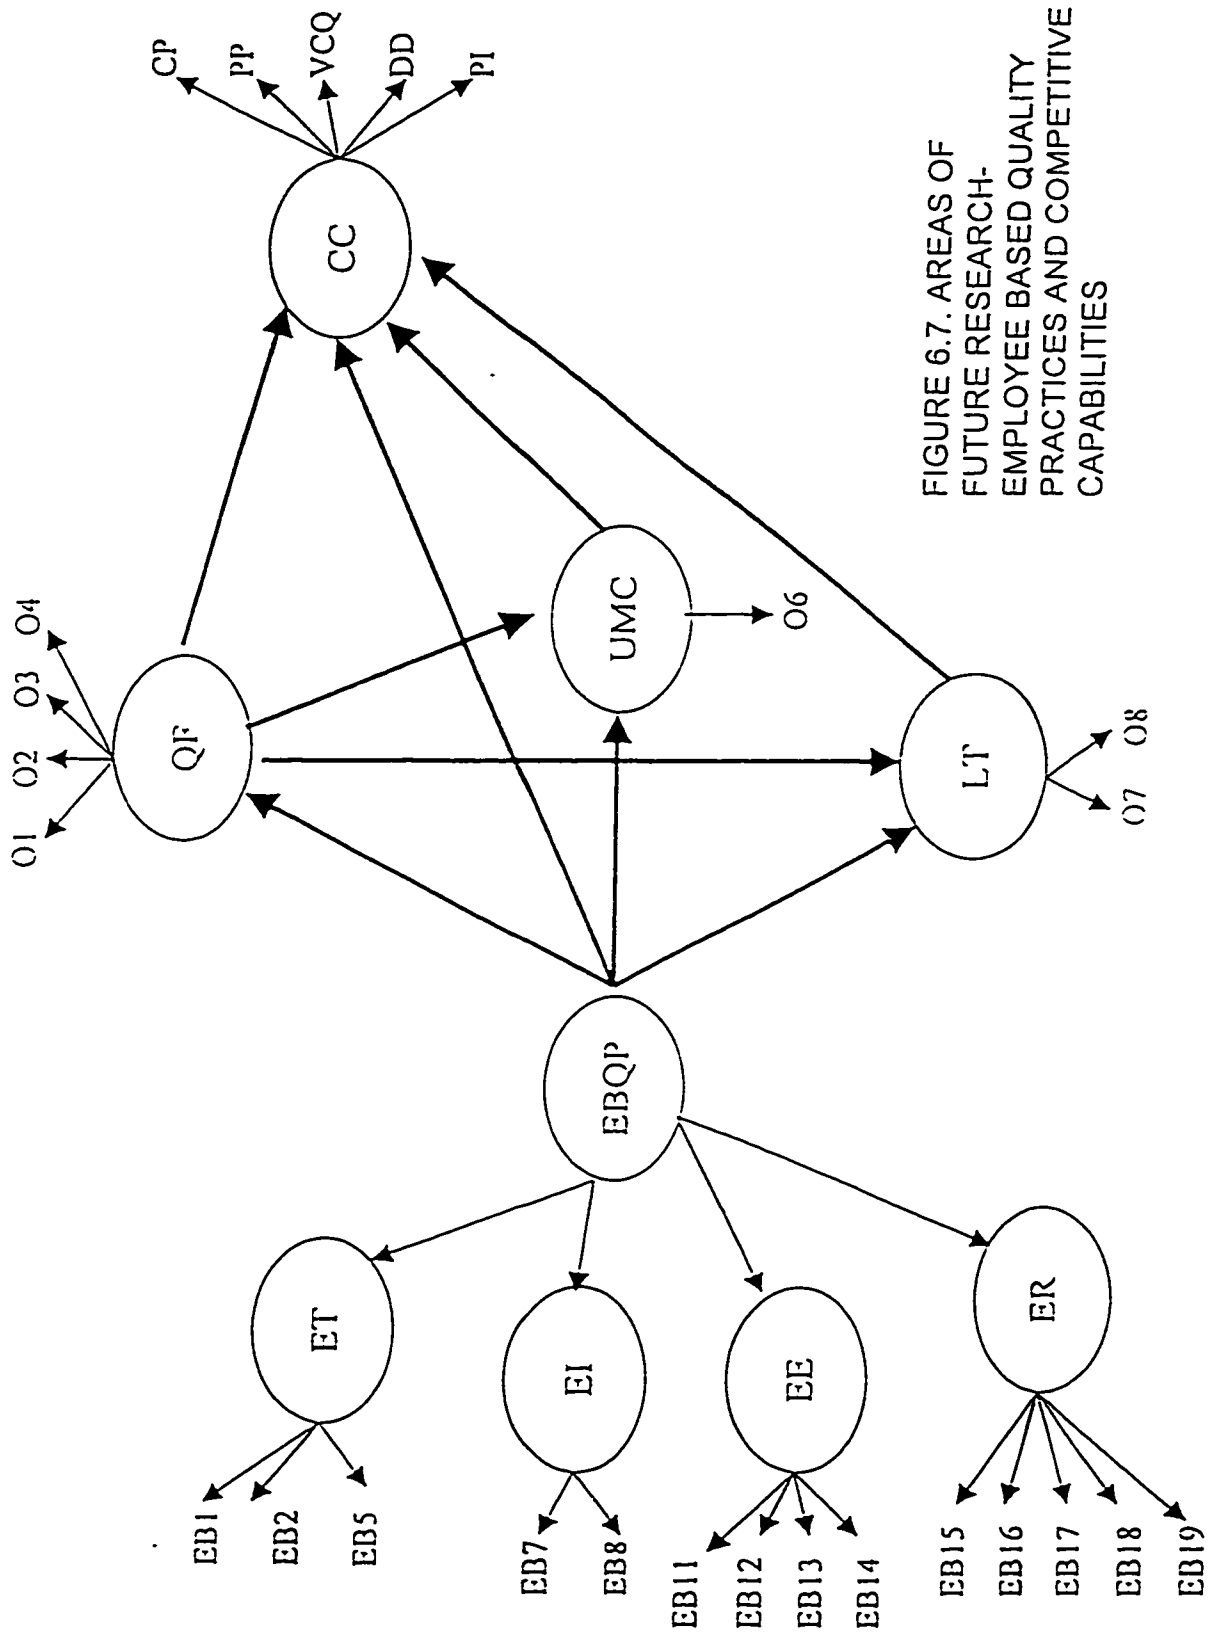 O1
O2
O3
O4
QF
CP
PP
VCQ
DD
PI
CC
EB1
EB2
EB5
ET
EB7
EB8
EI
EBQP
UMC
O6
EB11
EB12
EB13
EB14
EE
EB15
EB16
EB17
EB18
EB19
ER
LT
O7
O8
FIGURE 6.7. AREAS OF
FUTURE RESEARCH-
EMPLOYEE BASED QUALITY
PRACTICES AND COMPETITIVE
CAPABILITIES